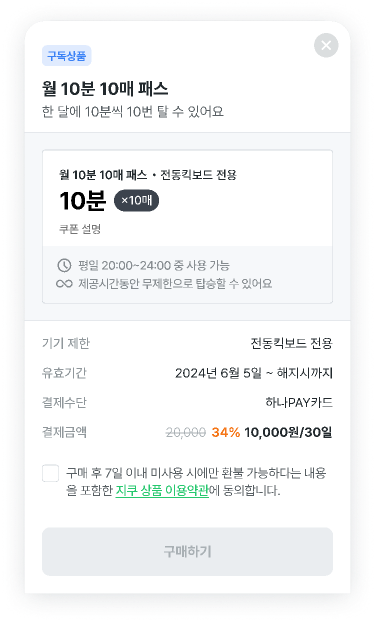 구독상품
월 10분 10매 패스
한 달에 10분씩 10번 탈 수 있어요
월 10분 10매 패스 • 전동킥보드 전용
10분 ×10매
쿠폰 설명
평일 20:00~24:00 중 사용 가능
제공시간동안 무제한으로 탑승할 수 있어요
기기 제한 전동킥보드 전용
유효기간 2024년 6월 5일 ~ 해지시까지
결제수단 하나PAY카드
결제금액 20,000 34% 10,000원/30일
구매 후 7일 이내 미사용 시에만 환불 가능하다는 내용
을 포함한 지쿠 상품 이용약관에 동의합니다.
구매하기